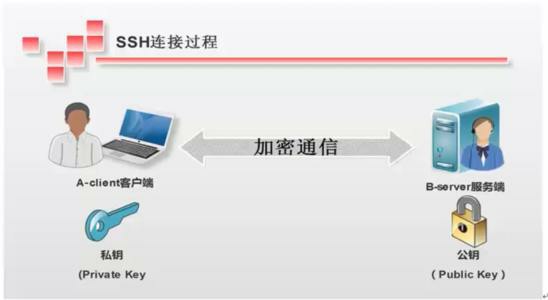 SSH连接过程
加密通信
A-client客户端
B-server服务端
私钥
(Private Key
公钥
（Public Key）